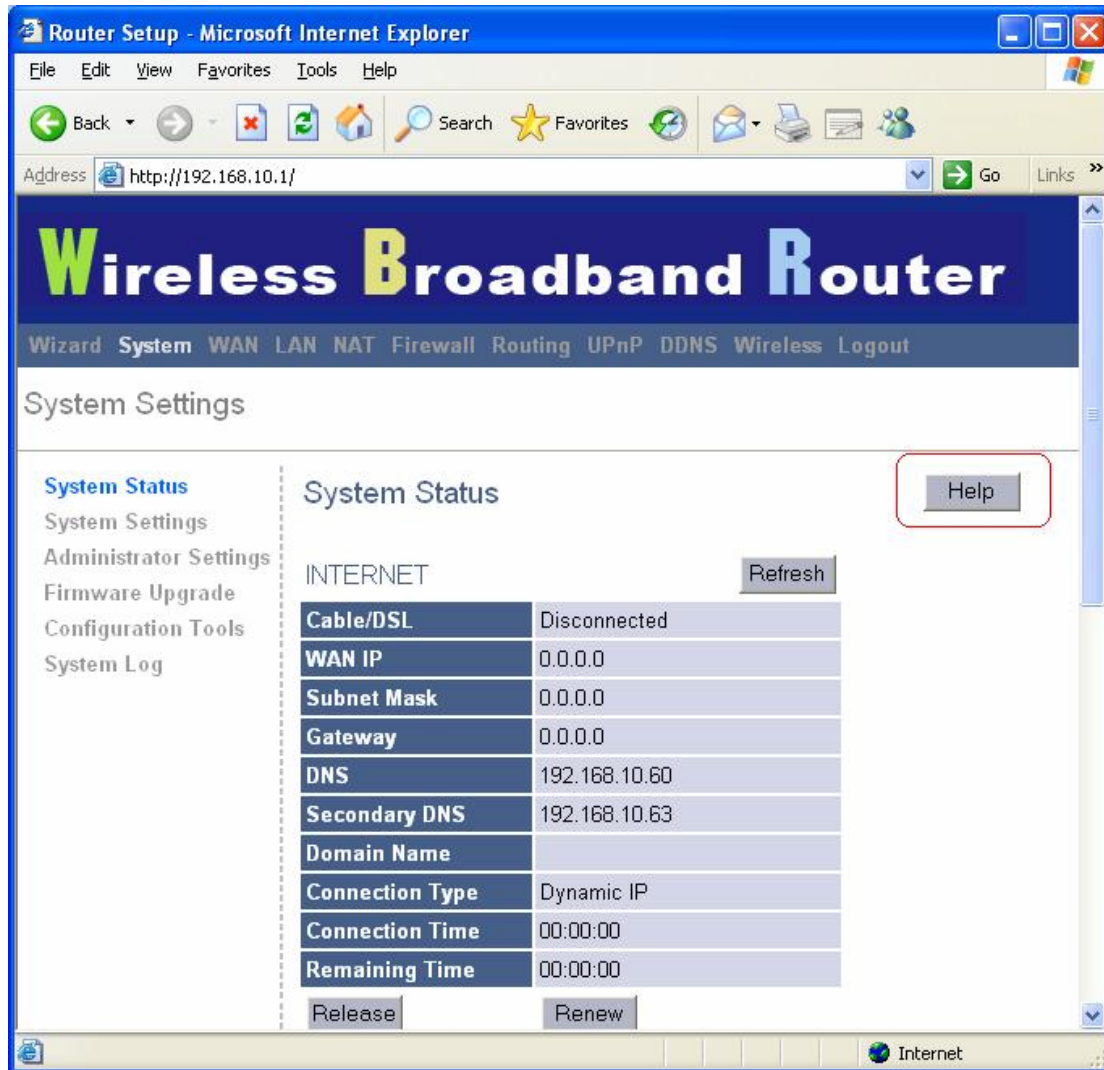 Router Setup - Microsoft Internet Explorer
File Edit View Favorites Tools Help
Back Search Favorites
Address http://192.168.10.1/ Go Links »
Wireless Broadband Router
Wizard System WAN LAN NAT Firewall Routing UPnP DDNS Wireless Logout
System Settings
System Status
System Settings
Administrator Settings
Firmware Upgrade
Configuration Tools
System Log
System Status Help
INTERNET Refresh
Cable/DSL Disconnected
WAN IP 0.0.0.0
Subnet Mask 0.0.0.0
Gateway 0.0.0.0
DNS 192.168.10.60
Secondary DNS 192.168.10.63
Domain Name
Connection Type Dynamic IP
Connection Time 00:00:00
Remaining Time 00:00:00
Release Renew
Internet